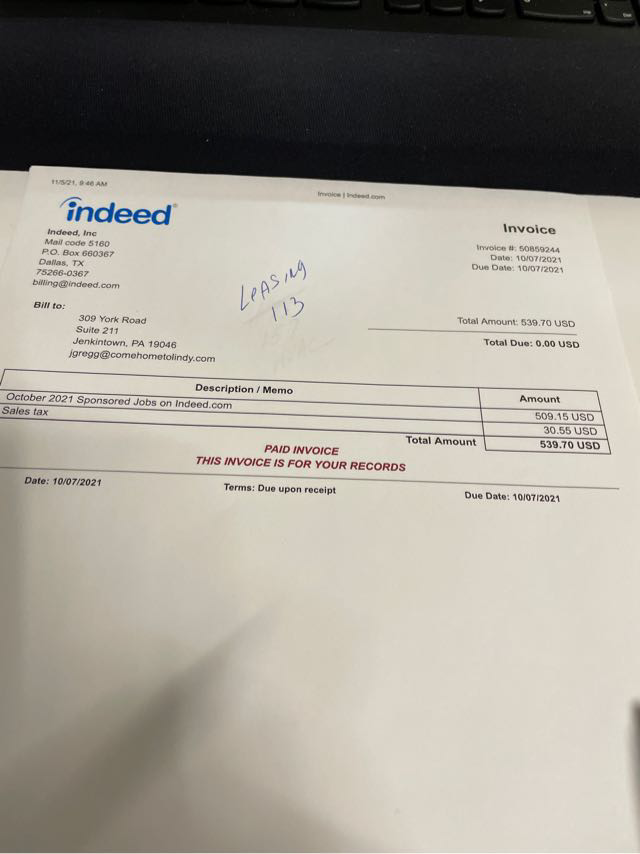 11/5/21, 9:46 AM
Invoice | Indeed.com
indeed®
Indeed, Inc
Mail code 5160
P.O. Box 660367
Dallas, TX
75266-0367
billing@indeed.com
Invoice
Invoice #: 50859244
Date: 10/07/2021
Due Date: 10/07/2021
LEASING
113
Bill to:
309 York Road
Suite 211
Jenkintown, PA 19046
jgregg@comehometolindy.com
Total Amount: 539.70 USD
Total Due: 0.00 USD
Description / Memo Amount
October 2021 Sponsored Jobs on Indeed.com 509.15 USD
Sales tax 30.55 USD
Total Amount 539.70 USD
PAID INVOICE
THIS INVOICE IS FOR YOUR RECORDS
Date: 10/07/2021 Terms: Due upon receipt Due Date: 10/07/2021